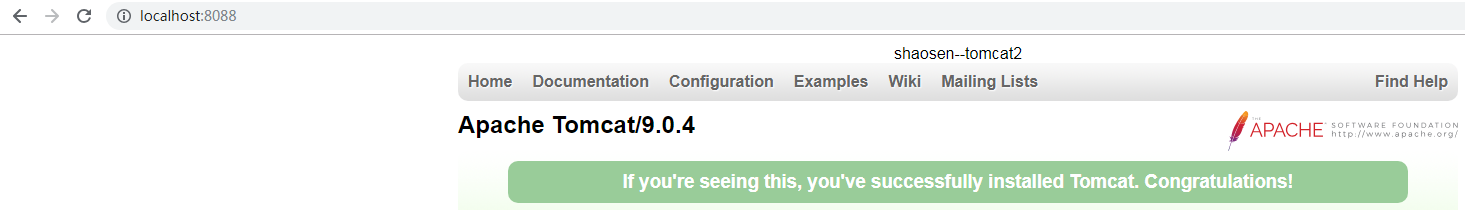 localhost:8088
shaosen--tomcat2
Home Documentation Configuration Examples Wiki Mailing Lists Find Help
Apache Tomcat/9.0.4
THE
APACHE
SOFTWARE FOUNDATION
http://www.apache.org/
If you're seeing this, you've successfully installed Tomcat. Congratulations!